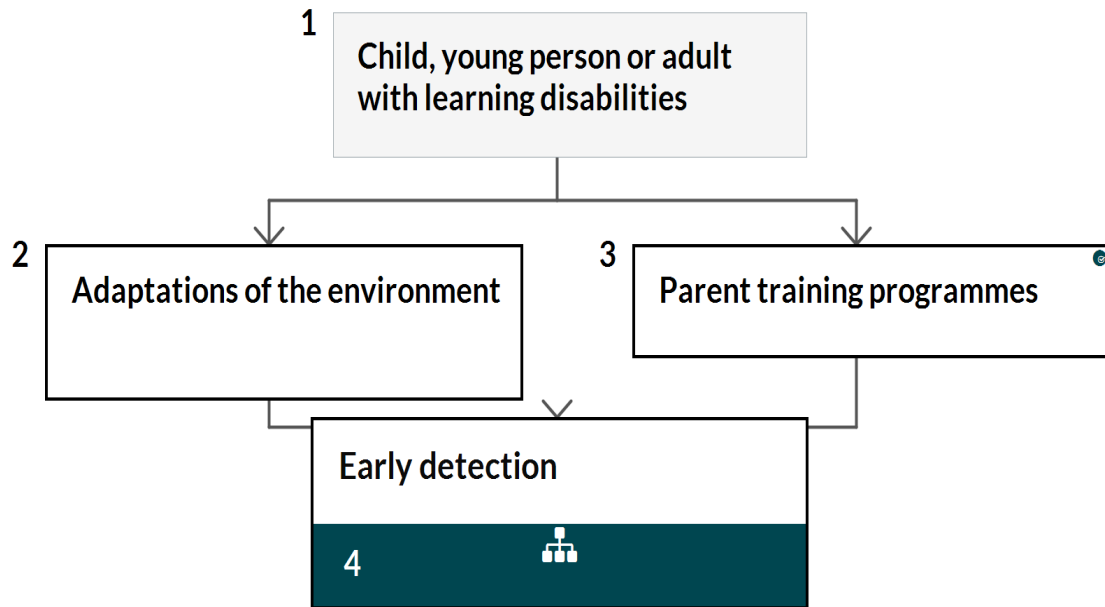 1
Child, young person or adult
with learning disabilities
2
Adaptations of the environment
3
Parent training programmes
Early detection
4